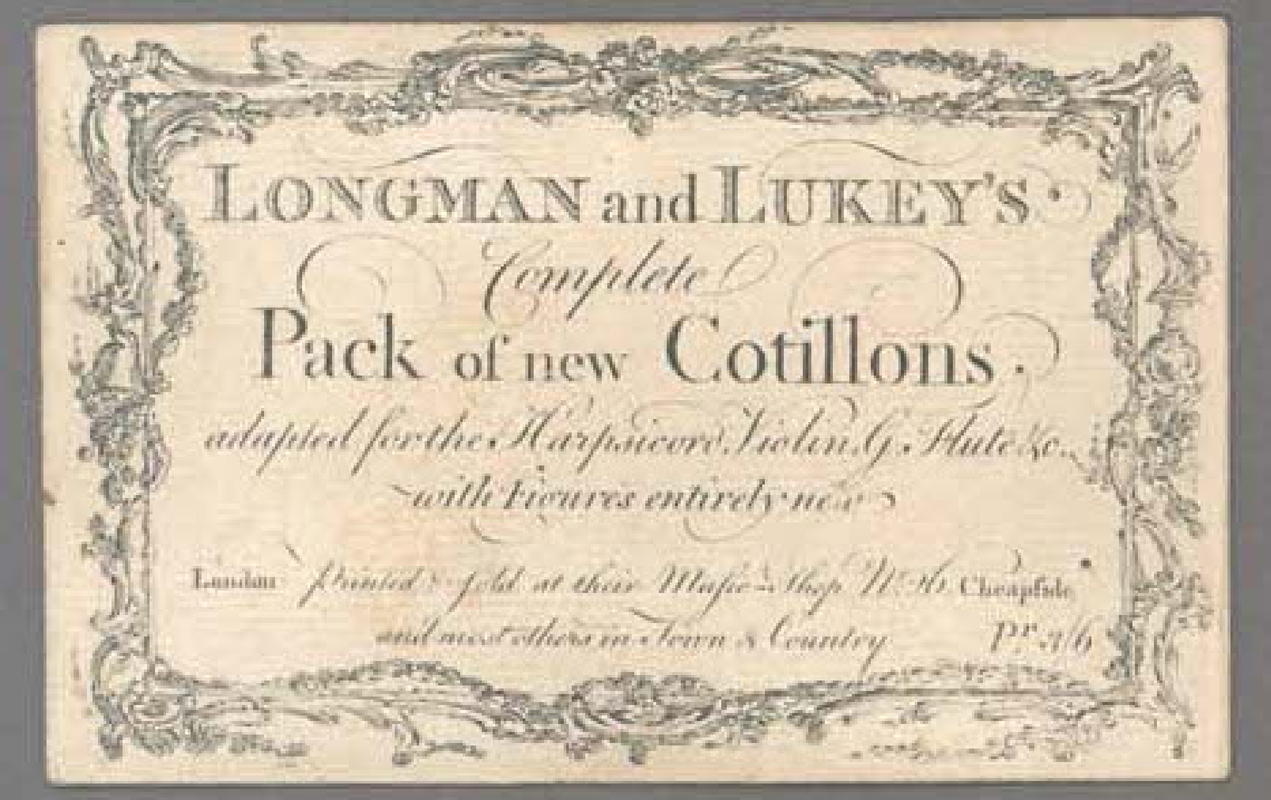 LONGMAN and LUKEY'S.
Complete
Pack of new Cotillons.
adapted for the Harpsicord, Violin, G. Flute &c.
with Figures entirely new
London Printed & sold at their Musick Shop No. 26 Cheapside
and most others in Town & Country Pr. 3/6